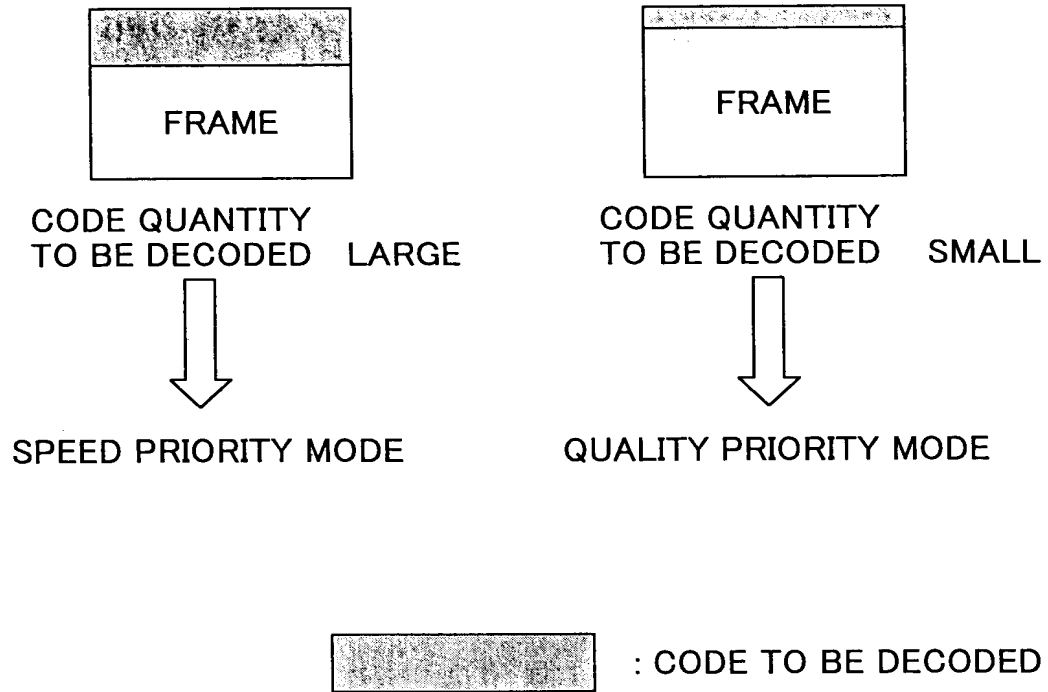 FRAME
CODE QUANTITY
TO BE DECODED LARGE
SPEED PRIORITY MODE
FRAME
CODE QUANTITY
TO BE DECODED SMALL
QUALITY PRIORITY MODE
: CODE TO BE DECODED